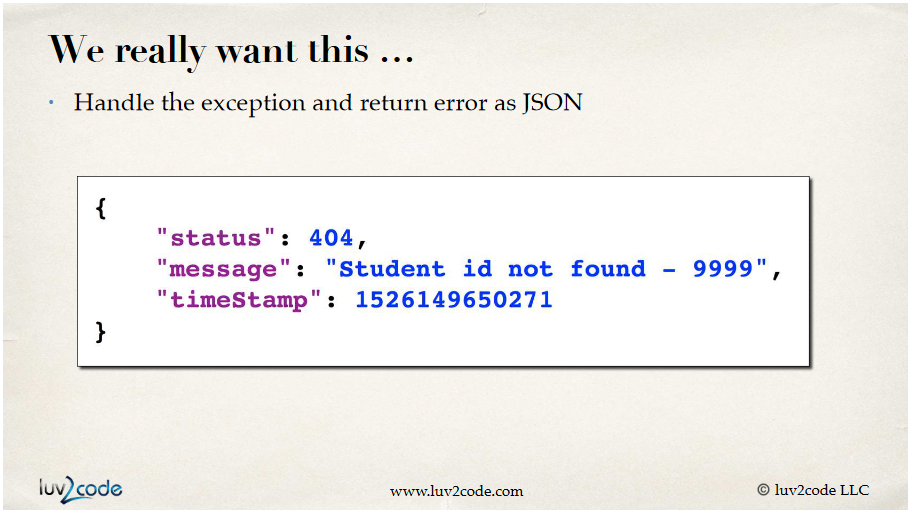 We really want this …
• Handle the exception and return error as JSON
{
"status": 404,
"message": "Student id not found - 9999",
"timeStamp": 1526149650271
}
luv2code
www.luv2code.com
© luv2code LLC